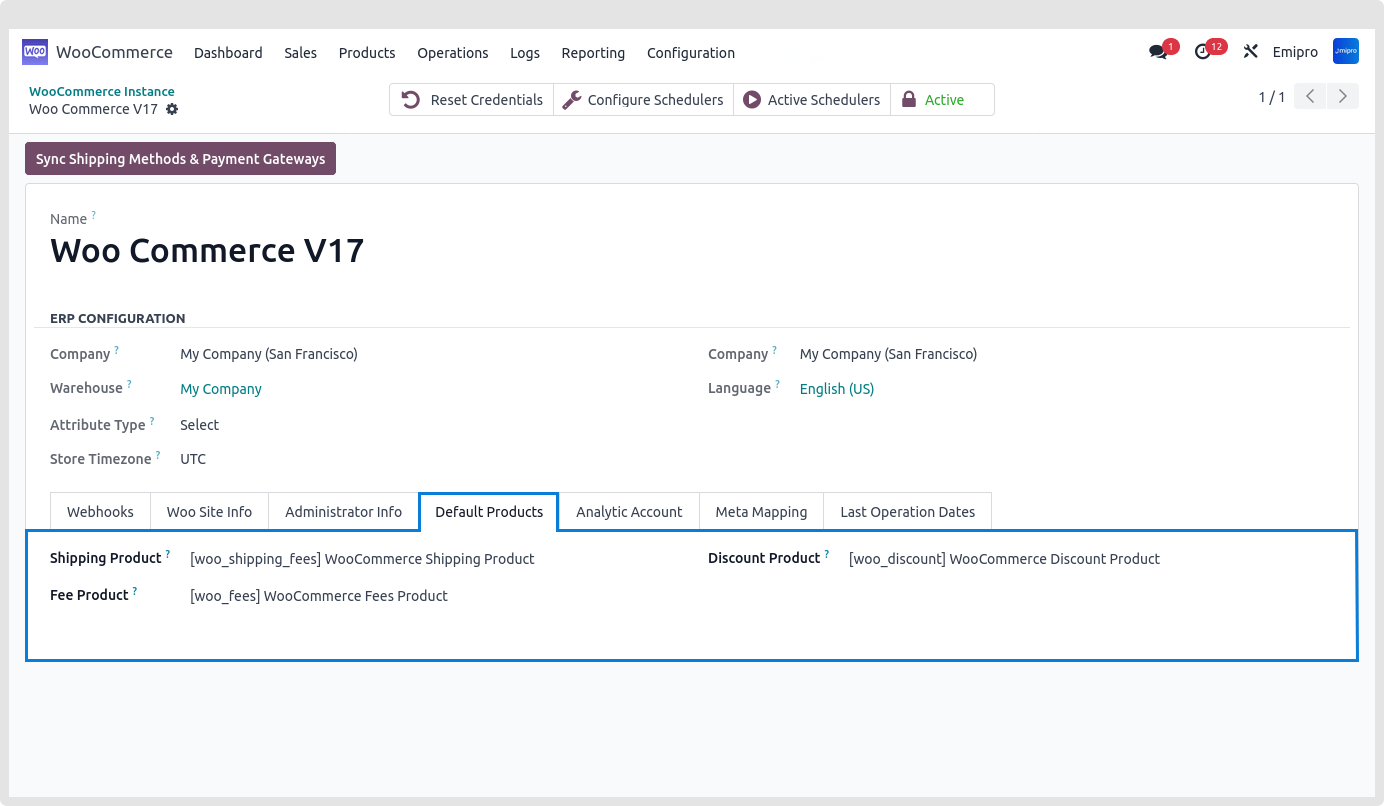 woo WooCommerce Dashboard Sales Products Operations Logs Reporting Configuration 1 12 Emipro Jmipro
WooCommerce Instance
Woo Commerce V17
Reset Credentials Configure Schedulers Active Schedulers Active
1 / 1
Sync Shipping Methods & Payment Gateways
Name ?
Woo Commerce V17
ERP CONFIGURATION
Company ? My Company (San Francisco) Company ? My Company (San Francisco)
Warehouse ? My Company Language ? English (US)
Attribute Type ? Select
Store Timezone ? UTC
Webhooks Woo Site Info Administrator Info Default Products Analytic Account Meta Mapping Last Operation Dates
Shipping Product ? [woo_shipping_fees] WooCommerce Shipping Product Discount Product ? [woo_discount] WooCommerce Discount Product
Fee Product ? [woo_fees] WooCommerce Fees Product